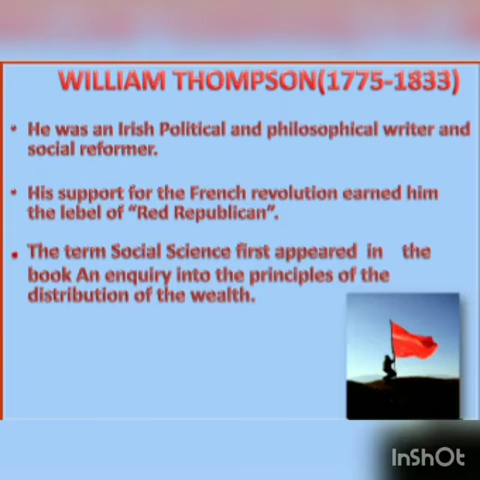 WILLIAM THOMPSON(1775-1833)
• He was an Irish Political and philosophical writer and
social reformer.
• His support for the French revolution earned him
the lebel of “Red Republican”.
• The term Social Science first appeared in the
book An enquiry into the principles of the
distribution of the wealth.
InShOt